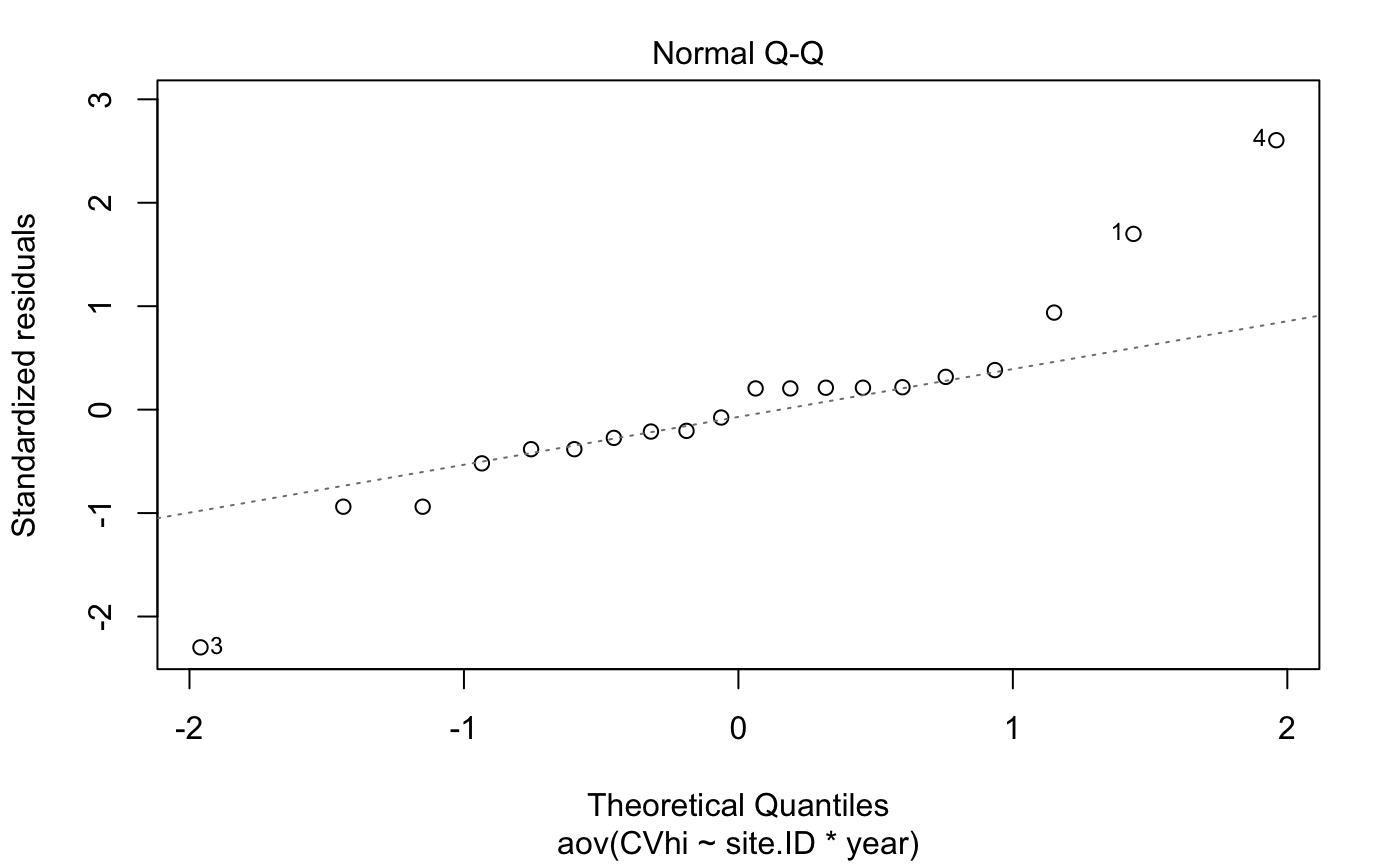 Normal Q-Q
3
2
1
0
-1
-2
Standardized residuals
4
1
3
-2 -1 0 1 2
Theoretical Quantiles
aov(CVhi ~ site.ID * year)